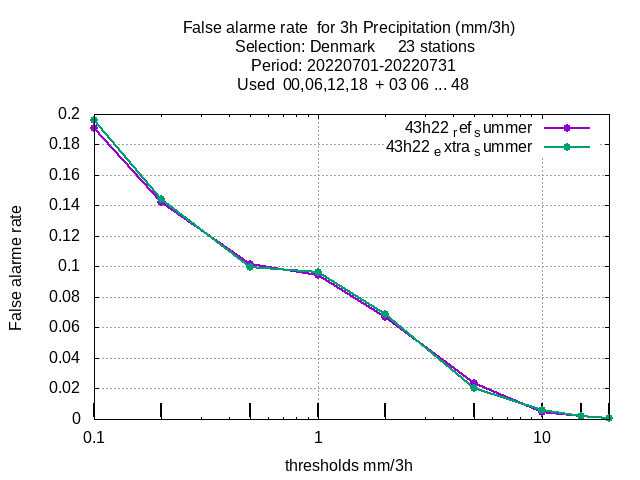 False alarme rate  for 3h Precipitation (mm/3h)
Selection: Denmark     23 stations
Period: 20220701-20220731
Used  00,06,12,18  + 03 06 ... 48
43h22 ref summer
43h22 extra summer
False alarme rate
0.2
0.18
0.16
0.14
0.12
0.1
0.08
0.06
0.04
0.02
0
0.1 1 10
thresholds mm/3h